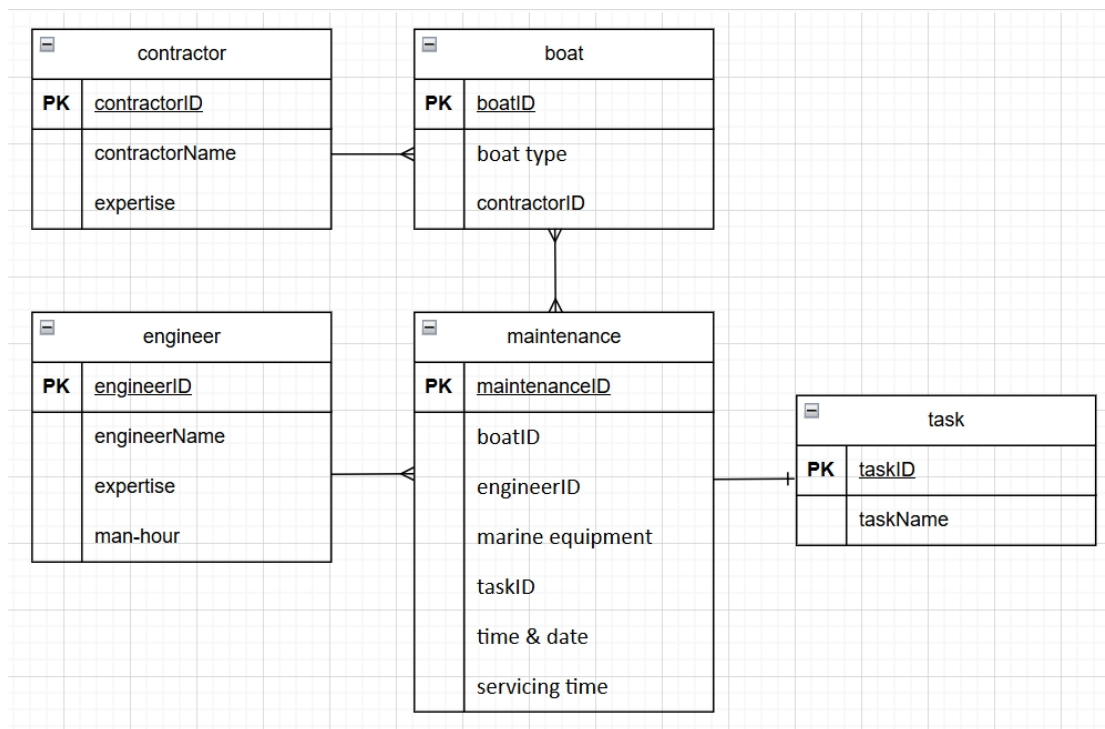 contractor
PK contractorID
contractorName
expertise
boat
PK boatID
boat type
contractorID
engineer
PK engineerID
engineerName
expertise
man-hour
maintenance
PK maintenanceID
boatID
engineerID
marine equipment
taskID
time & date
servicing time
task
PK taskID
taskName